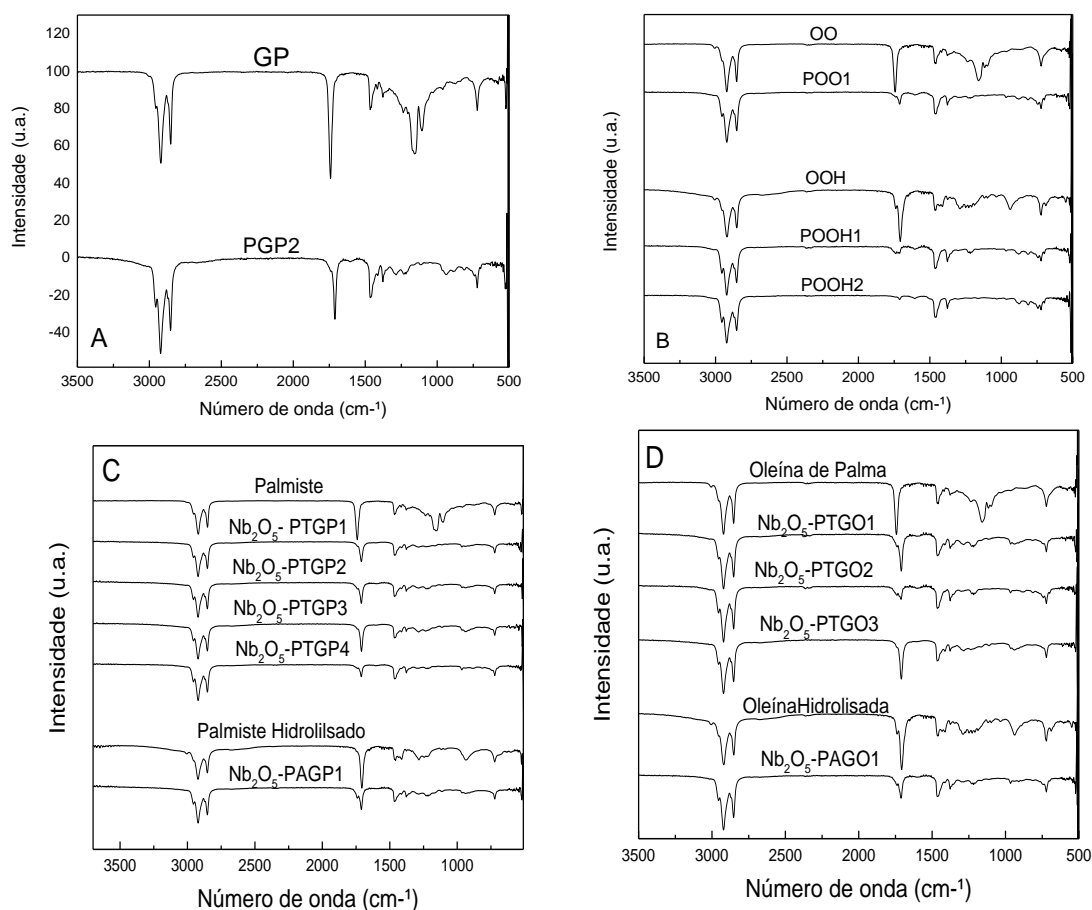 120
100
80
60
40
20
0
-20
-40
Intensidade (u.a.)
GP
PGP2
A
3500 3000 2500 2000 1500 1000 500
Número de onda (cm-¹)
Intensidade (u.a.)
OO
POO1
OOH
POOH1
POOH2
B
3500 3000 2500 2000 1500 1000 500
Número de onda (cm-¹)
C
Intensidade (u.a.)
Palmiste
Nb₂O₅- PTGP1
Nb₂O₅-PTGP2
Nb₂O₅-PTGP3
Nb₂O₅-PTGP4
Palmiste Hidrolilsado
Nb₂O₅-PAGP1
3500 3000 2500 2000 1500 1000
Número de onda (cm-¹)
D
Intensidade (u.a.)
Oleína de Palma
Nb₂O₅-PTGO1
Nb₂O₅-PTGO2
Nb₂O₅-PTGO3
OleínaHidrolisada
Nb₂O₅-PAGO1
3500 3000 2500 2000 1500 1000 500
Número de onda (cm-¹)